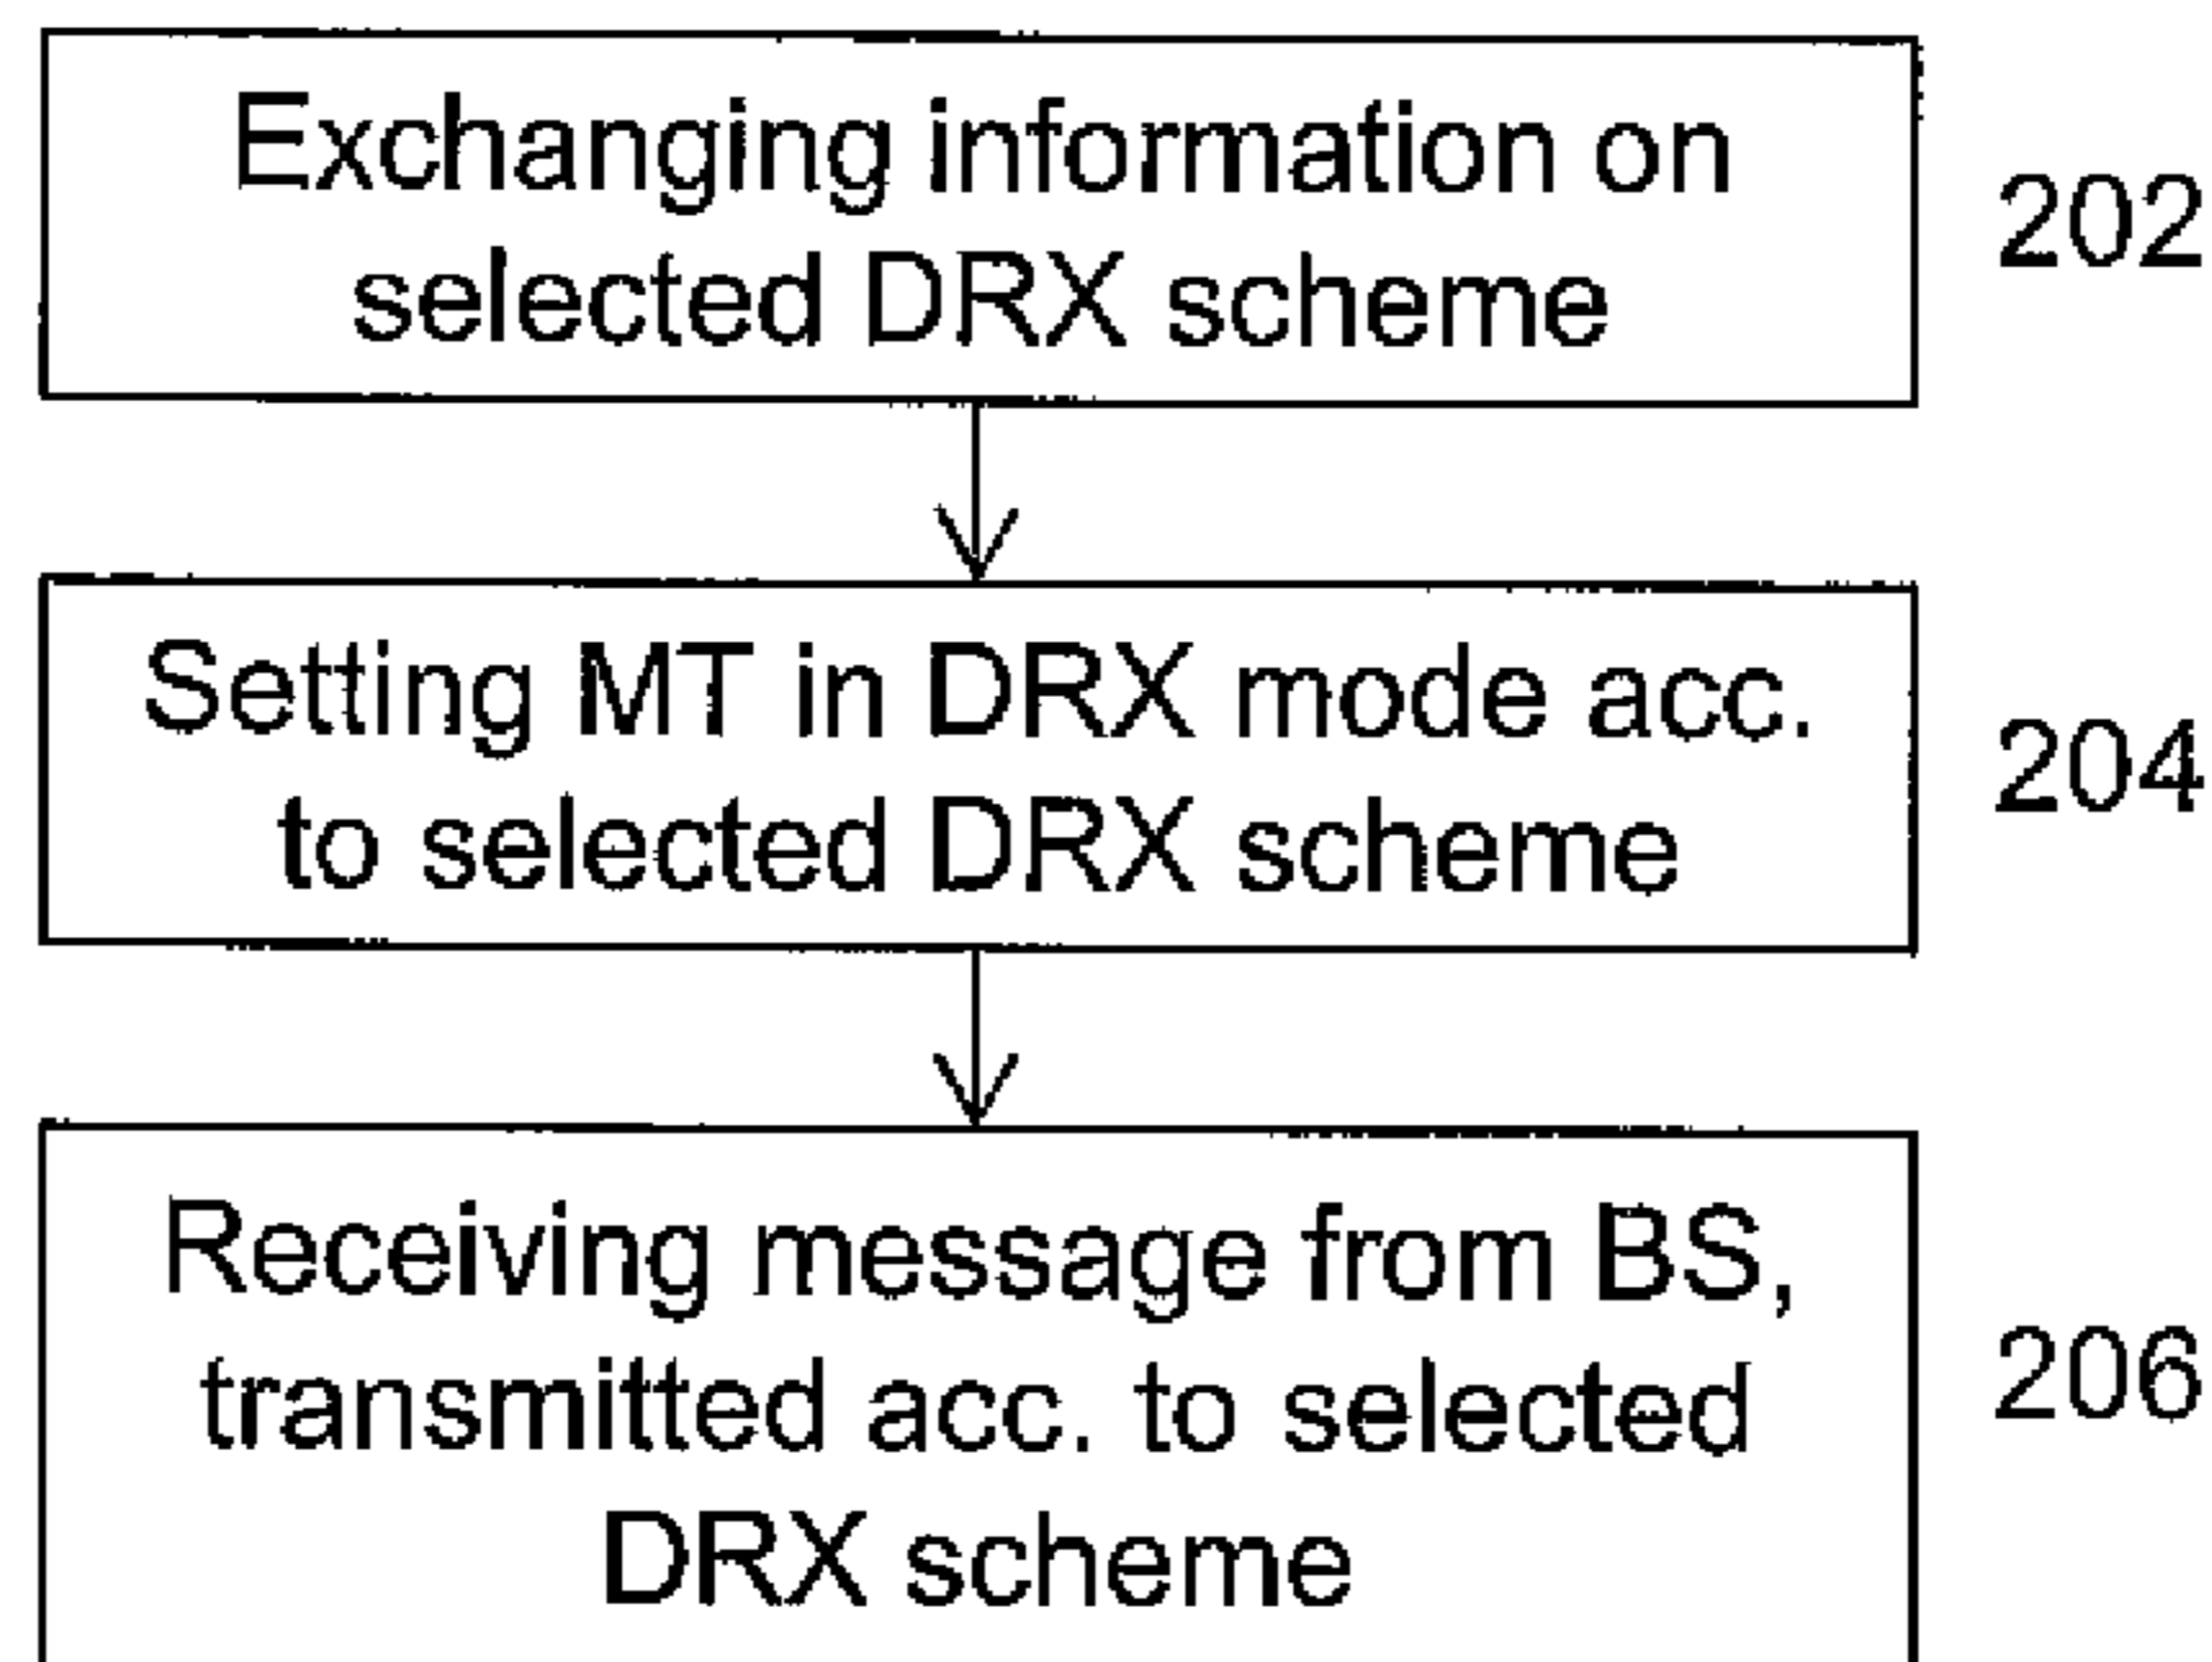 Exchanging information on
selected DRX scheme
202
Setting MT in DRX mode acc.
to selected DRX scheme
204
Receiving message from BS,
transmitted acc. to selected
DRX scheme
206